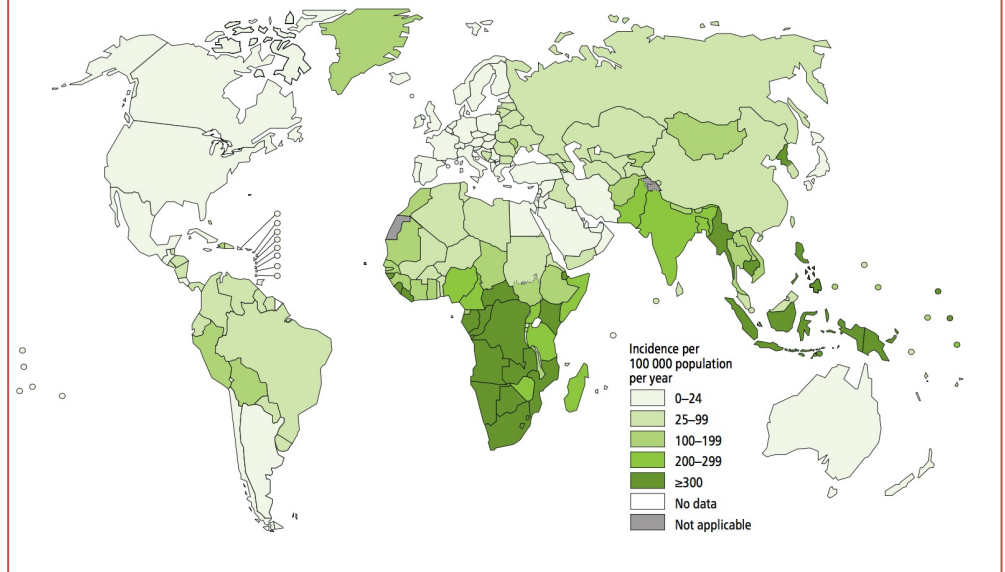 Incidence per
100 000 population
per year
0–24
25–99
100–199
200–299
≥300
No data
Not applicable